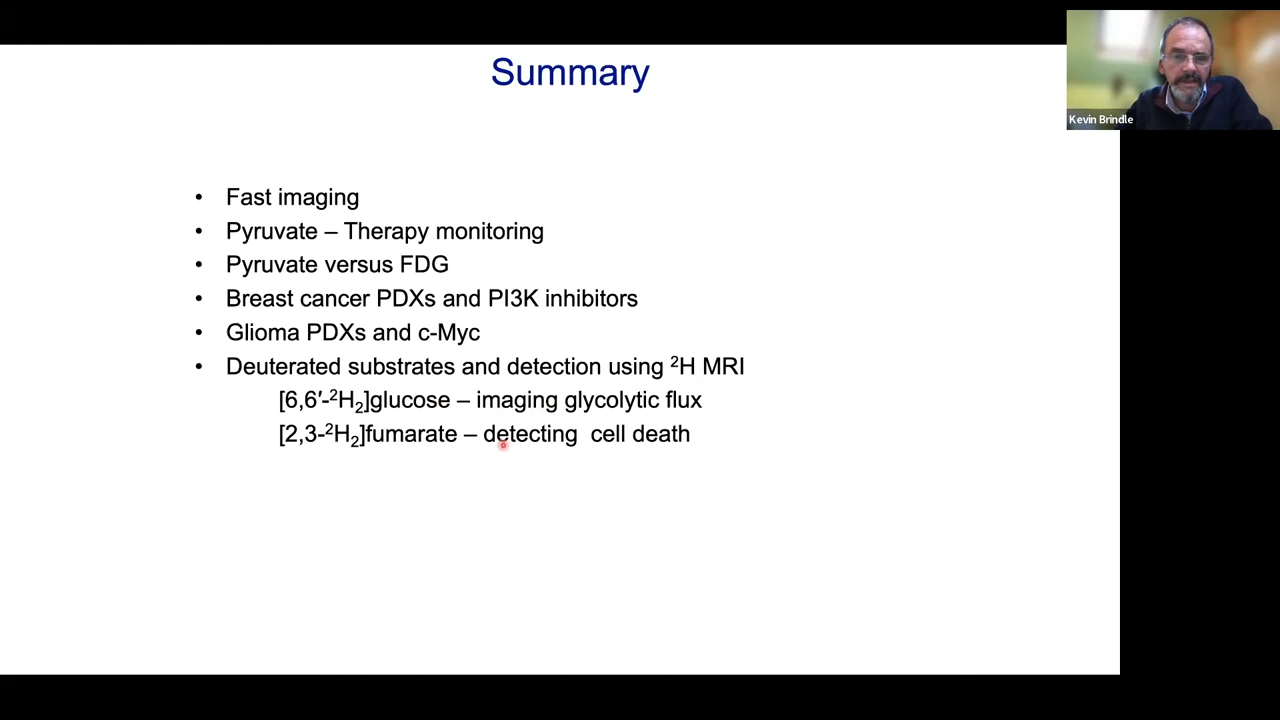 Summary
Kevin Brindle
• Fast imaging
• Pyruvate – Therapy monitoring
• Pyruvate versus FDG
• Breast cancer PDXs and PI3K inhibitors
• Glioma PDXs and c-Myc
• Deuterated substrates and detection using ²H MRI
[6,6′-²H₂]glucose – imaging glycolytic flux
[2,3-²H₂]fumarate – detecting cell death